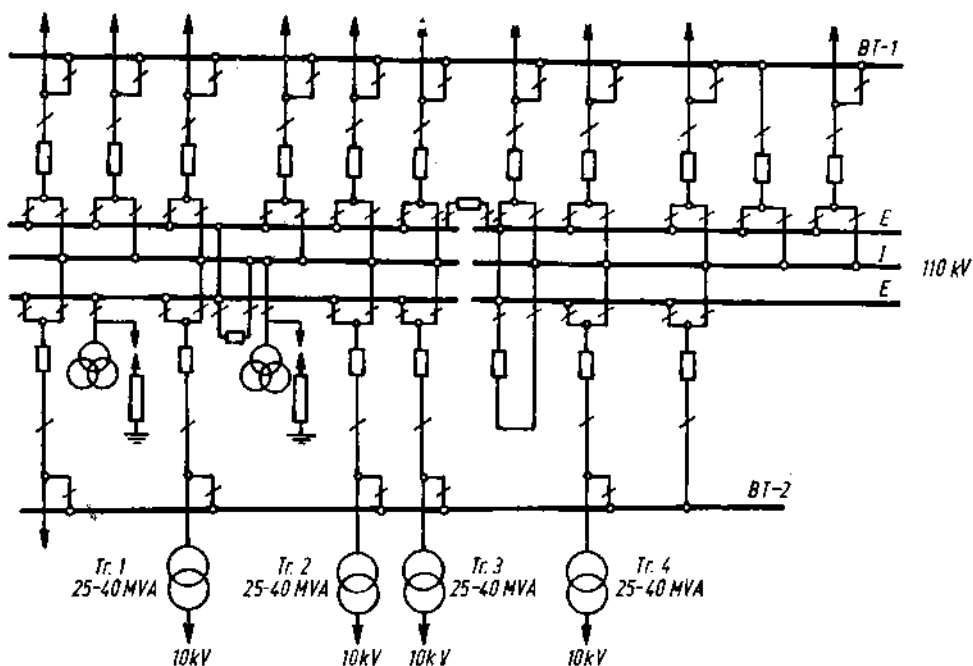 BT-1
E
I
110 kV
E
BT-2
Tr. 1
25-40 MVA
Tr. 2
25-40 MVA
Tr. 3
25-40 MVA
Tr. 4
25-40 MVA
10kV
10kV
10kV
10kV